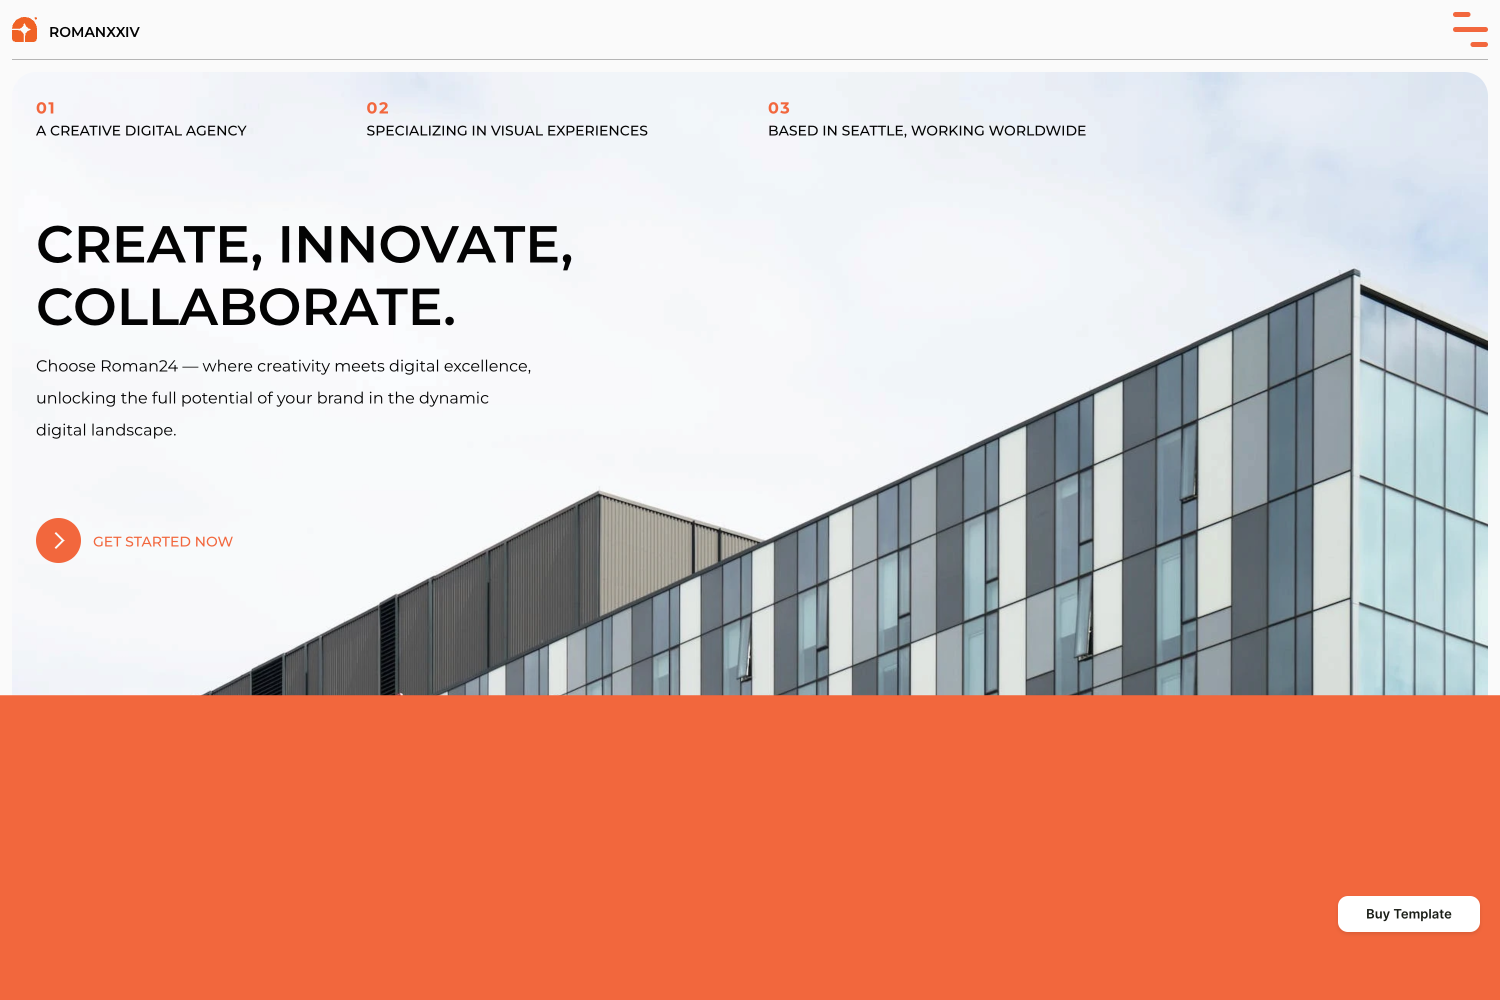 ROMANXXIV
01
A CREATIVE DIGITAL AGENCY
02
SPECIALIZING IN VISUAL EXPERIENCES
03
BASED IN SEATTLE, WORKING WORLDWIDE
CREATE, INNOVATE,
COLLABORATE.
Choose Roman24 — where creativity meets digital excellence,
unlocking the full potential of your brand in the dynamic
digital landscape.
GET STARTED NOW
Buy Template